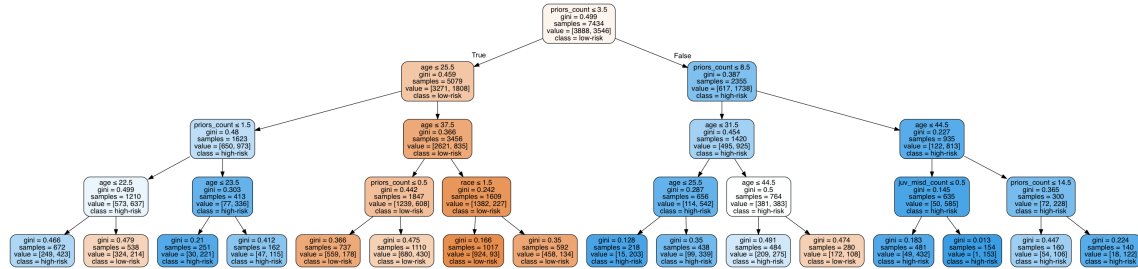 priors_count ≤ 3.5
gini = 0.499
samples = 7434
value = [3888, 3546]
class = low-risk
True
False
age ≤ 25.5
gini = 0.459
samples = 5079
value = [3271, 1808]
class = low-risk
priors_count ≤ 8.5
gini = 0.387
samples = 2355
value = [617, 1738]
class = high-risk
priors_count ≤ 1.5
gini = 0.48
samples = 1623
value = [650, 973]
class = high-risk
age ≤ 37.5
gini = 0.366
samples = 3456
value = [2621, 835]
class = low-risk
age ≤ 31.5
gini = 0.454
samples = 1420
value = [495, 925]
class = high-risk
age ≤ 44.5
gini = 0.227
samples = 935
value = [122, 813]
class = high-risk
age ≤ 22.5
gini = 0.499
samples = 1210
value = [573, 637]
class = high-risk
age ≤ 23.5
gini = 0.303
samples = 413
value = [77, 336]
class = high-risk
priors_count ≤ 0.5
gini = 0.442
samples = 1847
value = [1239, 608]
class = low-risk
race ≤ 1.5
gini = 0.242
samples = 1609
value = [1382, 227]
class = low-risk
age ≤ 25.5
gini = 0.287
samples = 656
value = [114, 542]
class = high-risk
age ≤ 44.5
gini = 0.5
samples = 764
value = [381, 383]
class = high-risk
juv_misd_count ≤ 0.5
gini = 0.145
samples = 635
value = [50, 585]
class = high-risk
priors_count ≤ 14.5
gini = 0.365
samples = 300
value = [72, 228]
class = high-risk
gini = 0.466
samples = 672
value = [249, 423]
class = high-risk
gini = 0.479
samples = 538
value = [324, 214]
class = low-risk
gini = 0.21
samples = 251
value = [30, 221]
class = high-risk
gini = 0.412
samples = 162
value = [47, 115]
class = high-risk
gini = 0.366
samples = 737
value = [559, 178]
class = low-risk
gini = 0.475
samples = 1110
value = [680, 430]
class = low-risk
gini = 0.166
samples = 1017
value = [924, 93]
class = low-risk
gini = 0.35
samples = 592
value = [458, 134]
class = low-risk
gini = 0.128
samples = 218
value = [15, 203]
class = high-risk
gini = 0.35
samples = 438
value = [99, 339]
class = high-risk
gini = 0.491
samples = 484
value = [209, 275]
class = high-risk
gini = 0.474
samples = 280
value = [172, 108]
class = low-risk
gini = 0.183
samples = 481
value = [49, 432]
class = high-risk
gini = 0.013
samples = 154
value = [1, 153]
class = high-risk
gini = 0.447
samples = 160
value = [54, 106]
class = high-risk
gini = 0.224
samples = 140
value = [18, 122]
class = high-risk